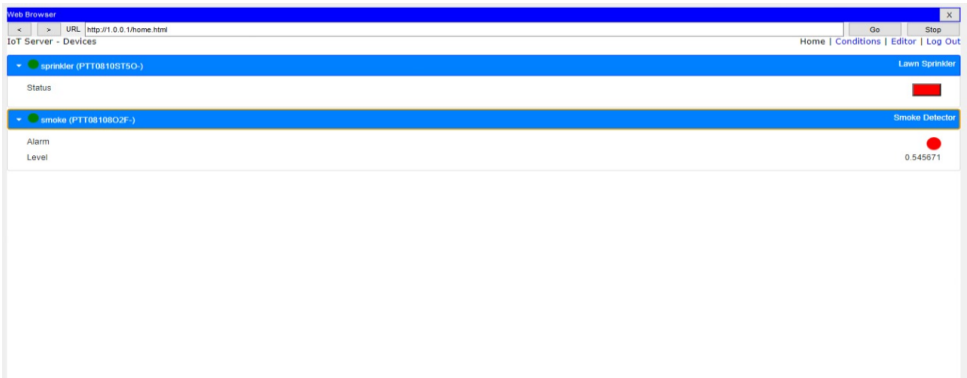 Web Browser X
< > URL http://1.0.0.1/home.html Go Stop
IoT Server - Devices Home | Conditions | Editor | Log Out
sprinkler (PTT0810ST5O-) Lawn Sprinkler
Status
smoke (PTT08108O2F-) Smoke Detector
Alarm
Level 0.545671